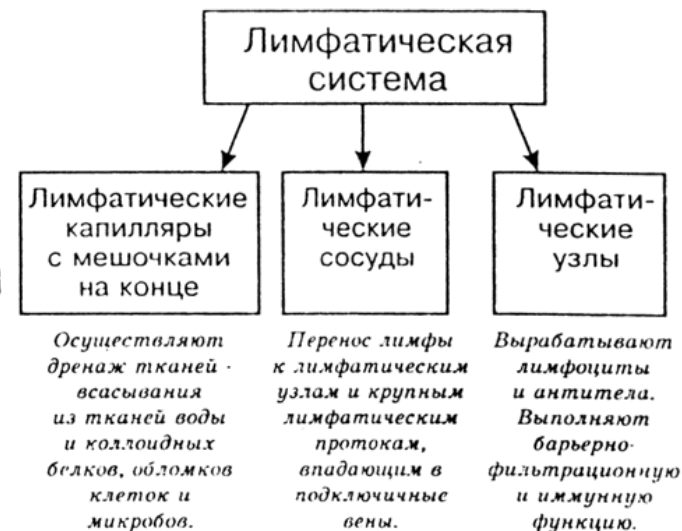 Лимфатическая
система
Лимфатические
капилляры
с мешочками
на конце
Осуществляют
дренаж тканей -
всасывания
из тканей воды
и коллоидных
белков, обломков
клеток и
микробов.
Лимфати-
ческие
сосуды
Перенос лимфы
к лимфатическим
узлам и крупным
лимфатическим
протокам,
впадающим в
подключичные
вены.
Лимфати-
ческие
узлы
Вырабатывают
лимфоциты
и антитела.
Выполняют
барьерно-
фильтрационную
и иммунную
функцию.